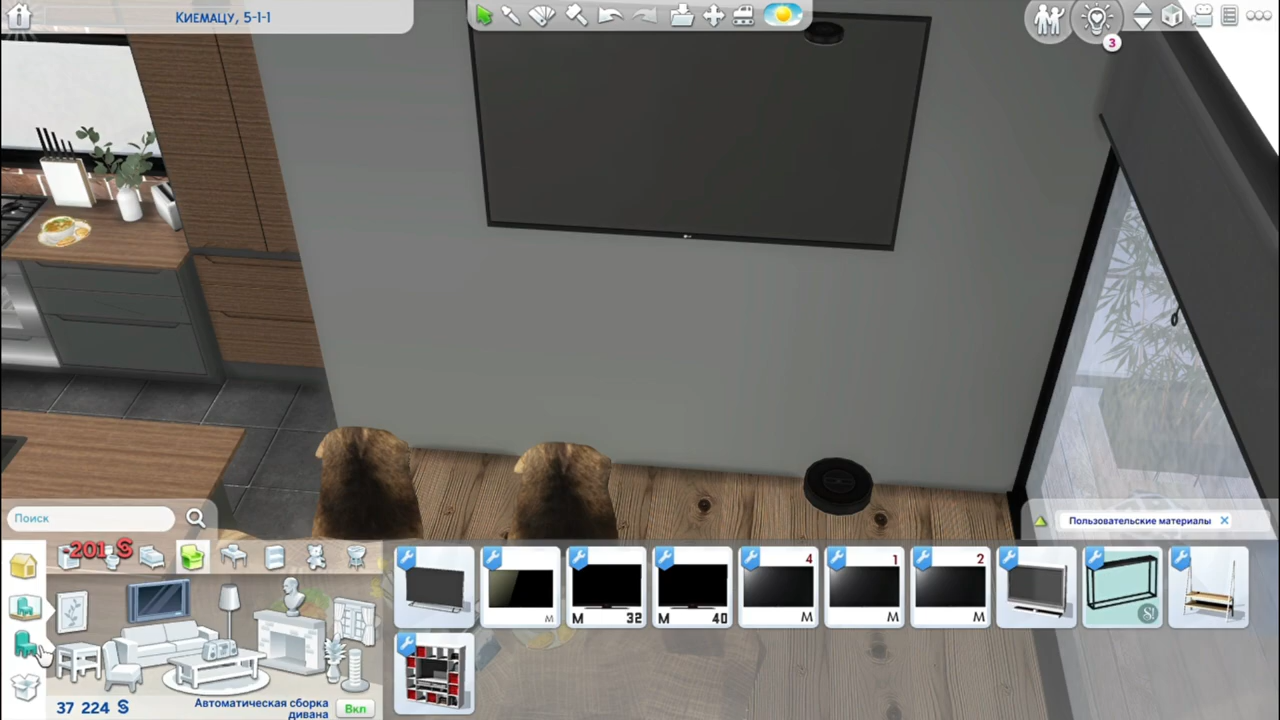 Киемацу, 5-1-1
3
Поиск
-201 §
Пользовательские материалы
M
M 32
M 40
4
M
1
M
2
M
37 224 §
Автоматическая сборка
дивана
Вкл